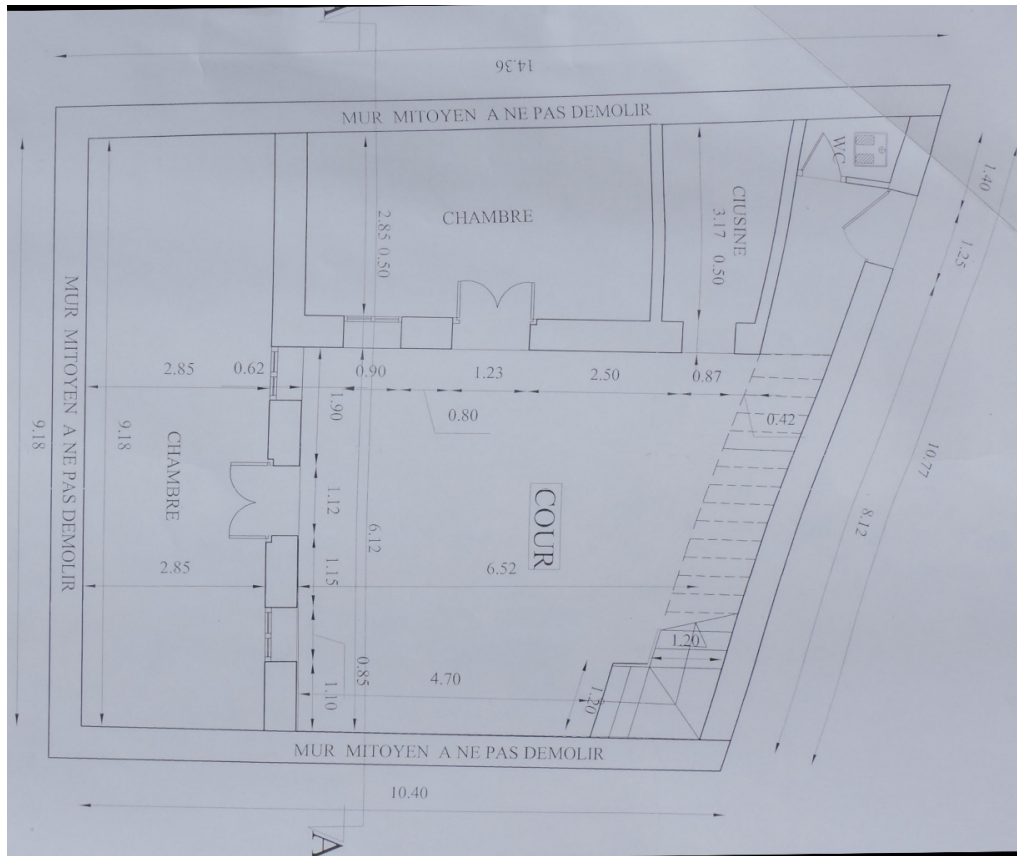 A
14.36
MUR MITOYEN A NE PAS DEMOLIR
WC
1.40
1.25
CHAMBRE
2.85 0.50
CIUSINE
3.17 0.50
MUR MITOYEN A NE PAS DEMOLIR
2.85
0.62
0.90
1.23
2.50
0.87
0.80
0.42
1.90
9.18
9.18
CHAMBRE
10.77
8.12
COUR
1.12
6.12
2.85
1.15
6.52
1.20
0.85
4.70
1.10
1.20
MUR MITOYEN A NE PAS DEMOLIR
10.40
A